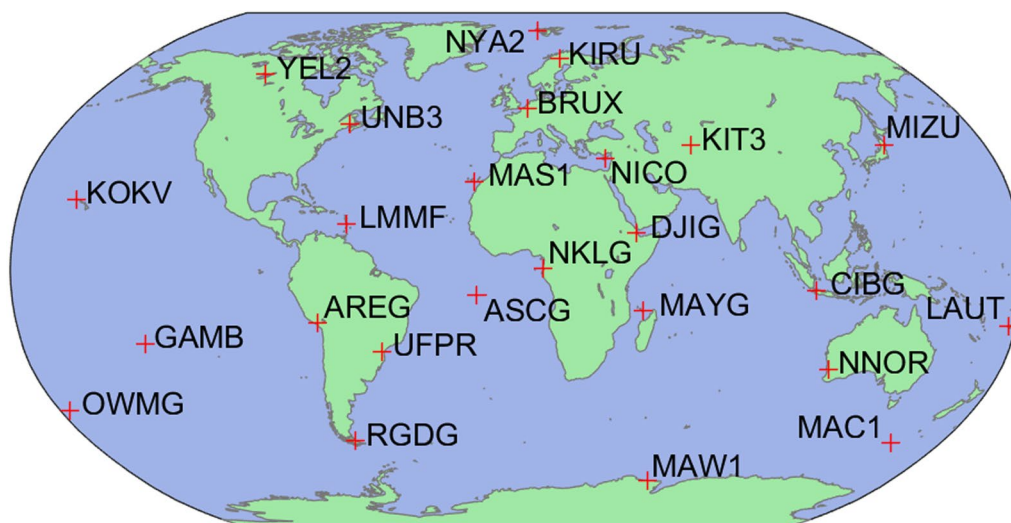 NYA2
KIRU
YEL2
BRUX
UNB3
KIT3
MIZU
MAS1
NICO
KOKV
LMMF
DJIG
NKLG
CIBG
AREG
ASCG
MAYG
LAUT
GAMB
UFPR
NNOR
OWMG
RGDG
MAC1
MAW1